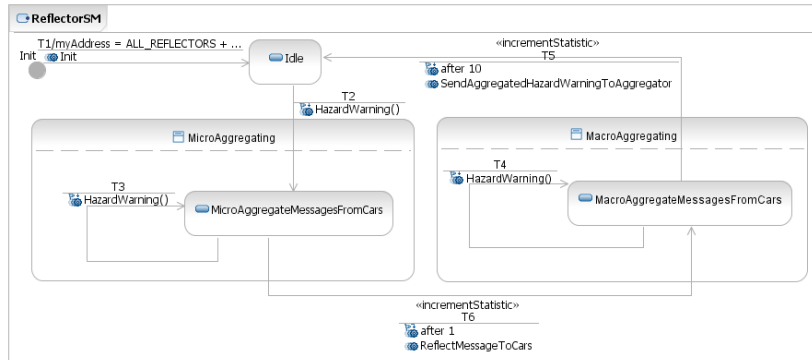 ReflectorSM
T1/myAddress = ALL_REFLECTORS + ...
Init
Init
Idle
«incrementStatistic»
T5
after 10
SendAggregatedHazardWarningToAggregator
T2
HazardWarning()
MicroAggregating
MacroAggregating
T3
HazardWarning()
MicroAggregateMessagesFromCars
T4
HazardWarning()
MacroAggregateMessagesFromCars
«incrementStatistic»
T6
after 1
ReflectMessageToCars